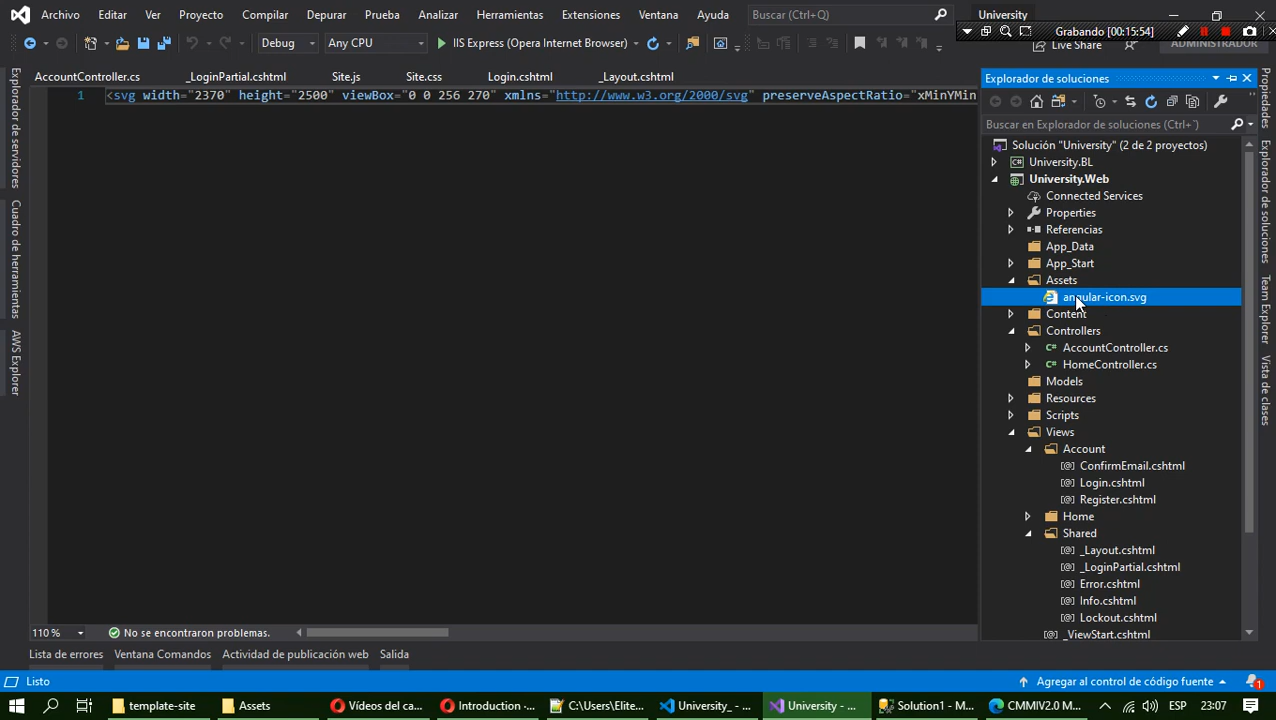 Archivo Editar Ver Proyecto Compilar Depurar Prueba Analizar Herramientas Extensiones Ventana Ayuda Buscar (Ctrl+Q) University
Grabando [00:15:54]
Debug Any CPU IIS Express (Opera Internet Browser) Live Share ADMINISTRADOR
AccountController.cs _LoginPartial.cshtml Site.js Site.css Login.cshtml _Layout.cshtml
1 <svg width="2370" height="2500" viewBox="0 0 256 270" xmlns="http://www.w3.org/2000/svg" preserveAspectRatio="xMinYMin
Explorador de servidores
Cuadro de herramientas
AWS Explorer
Explorador de soluciones
Buscar en Explorador de soluciones (Ctrl+`)
Solución "University" (2 de 2 proyectos)
C# University.BL
University.Web
Connected Services
Properties
Referencias
App_Data
App_Start
Assets
angular-icon.svg
Content
Controllers
C# AccountController.cs
C# HomeController.cs
Models
Resources
Scripts
Views
Account
[@] ConfirmEmail.cshtml
[@] Login.cshtml
[@] Register.cshtml
Home
Shared
[@] _Layout.cshtml
[@] _LoginPartial.cshtml
[@] Error.cshtml
[@] Info.cshtml
[@] Lockout.cshtml
[@] _ViewStart.cshtml
Propiedades
Explorador de soluciones
Team Explorer
Vista de clases
110 % No se encontraron problemas.
Lista de errores Ventana Comandos Actividad de publicación web Salida
Listo Agregar al control de código fuente 1
template-site Assets Vídeos del ca... Introduction -... C:\Users\Elite... University_ - ... University - ... Solution1 - M... CMMIV2.0 M... ESP 23:07